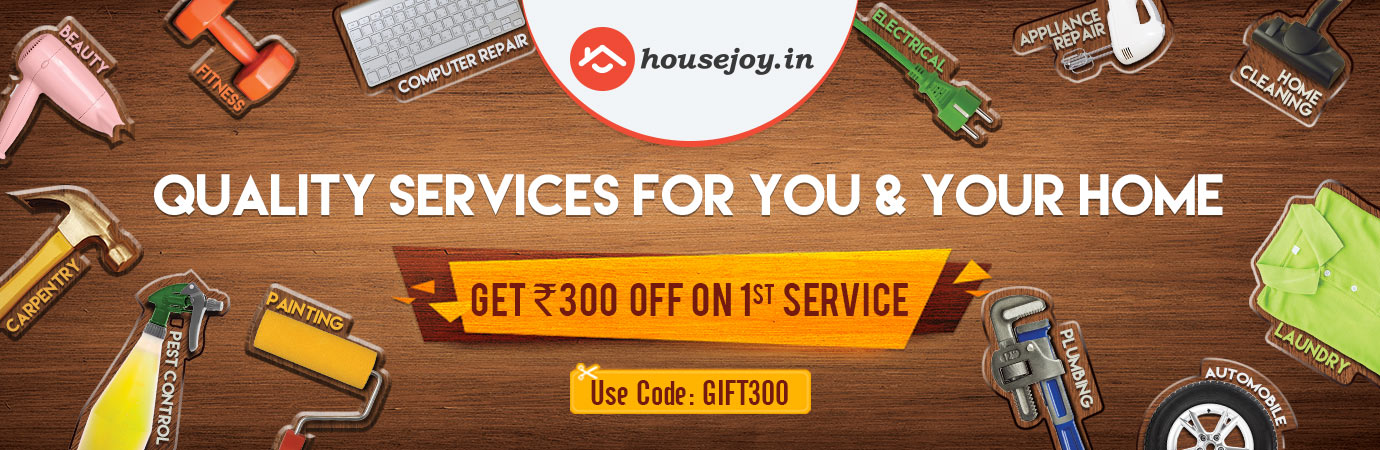 BEAUTY
FITNESS
COMPUTER REPAIR
housejoy.in
ELECTRICAL
APPLIANCE
REPAIR
HOME
CLEANING
QUALITY SERVICES FOR YOU & YOUR HOME
GET ₹300 OFF ON 1ST SERVICE
Use Code: GIFT300
CARPENTRY
PEST CONTROL
PAINTING
PLUMBING
AUTOMOBILE
LAUNDRY